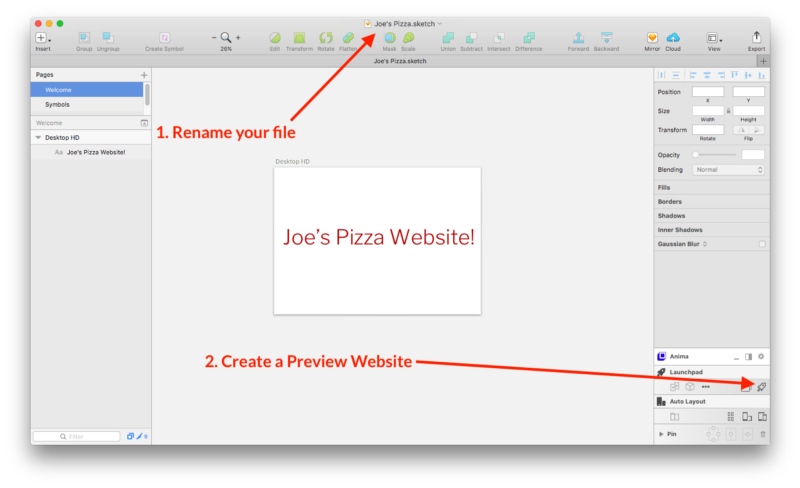 Joe's Pizza.sketch
Insert
Group
Ungroup
Create Symbol
26%
Edit
Transform
Rotate
Flatten
Mask
Scale
Union
Subtract
Intersect
Difference
Forward
Backward
Mirror
Cloud
View
Export
Joe's Pizza.sketch
Pages
Welcome
Symbols
Welcome
Desktop HD
Aa Joe's Pizza Website!
Filter
1. Rename your file
Desktop HD
Joe's Pizza Website!
2. Create a Preview Website
Position
X
Y
Size
Width
Height
Transform
Rotate
Flip
Opacity
Blending
Normal
Fills
Borders
Shadows
Inner Shadows
Gaussian Blur
Anima
Launchpad
Auto Layout
Pin